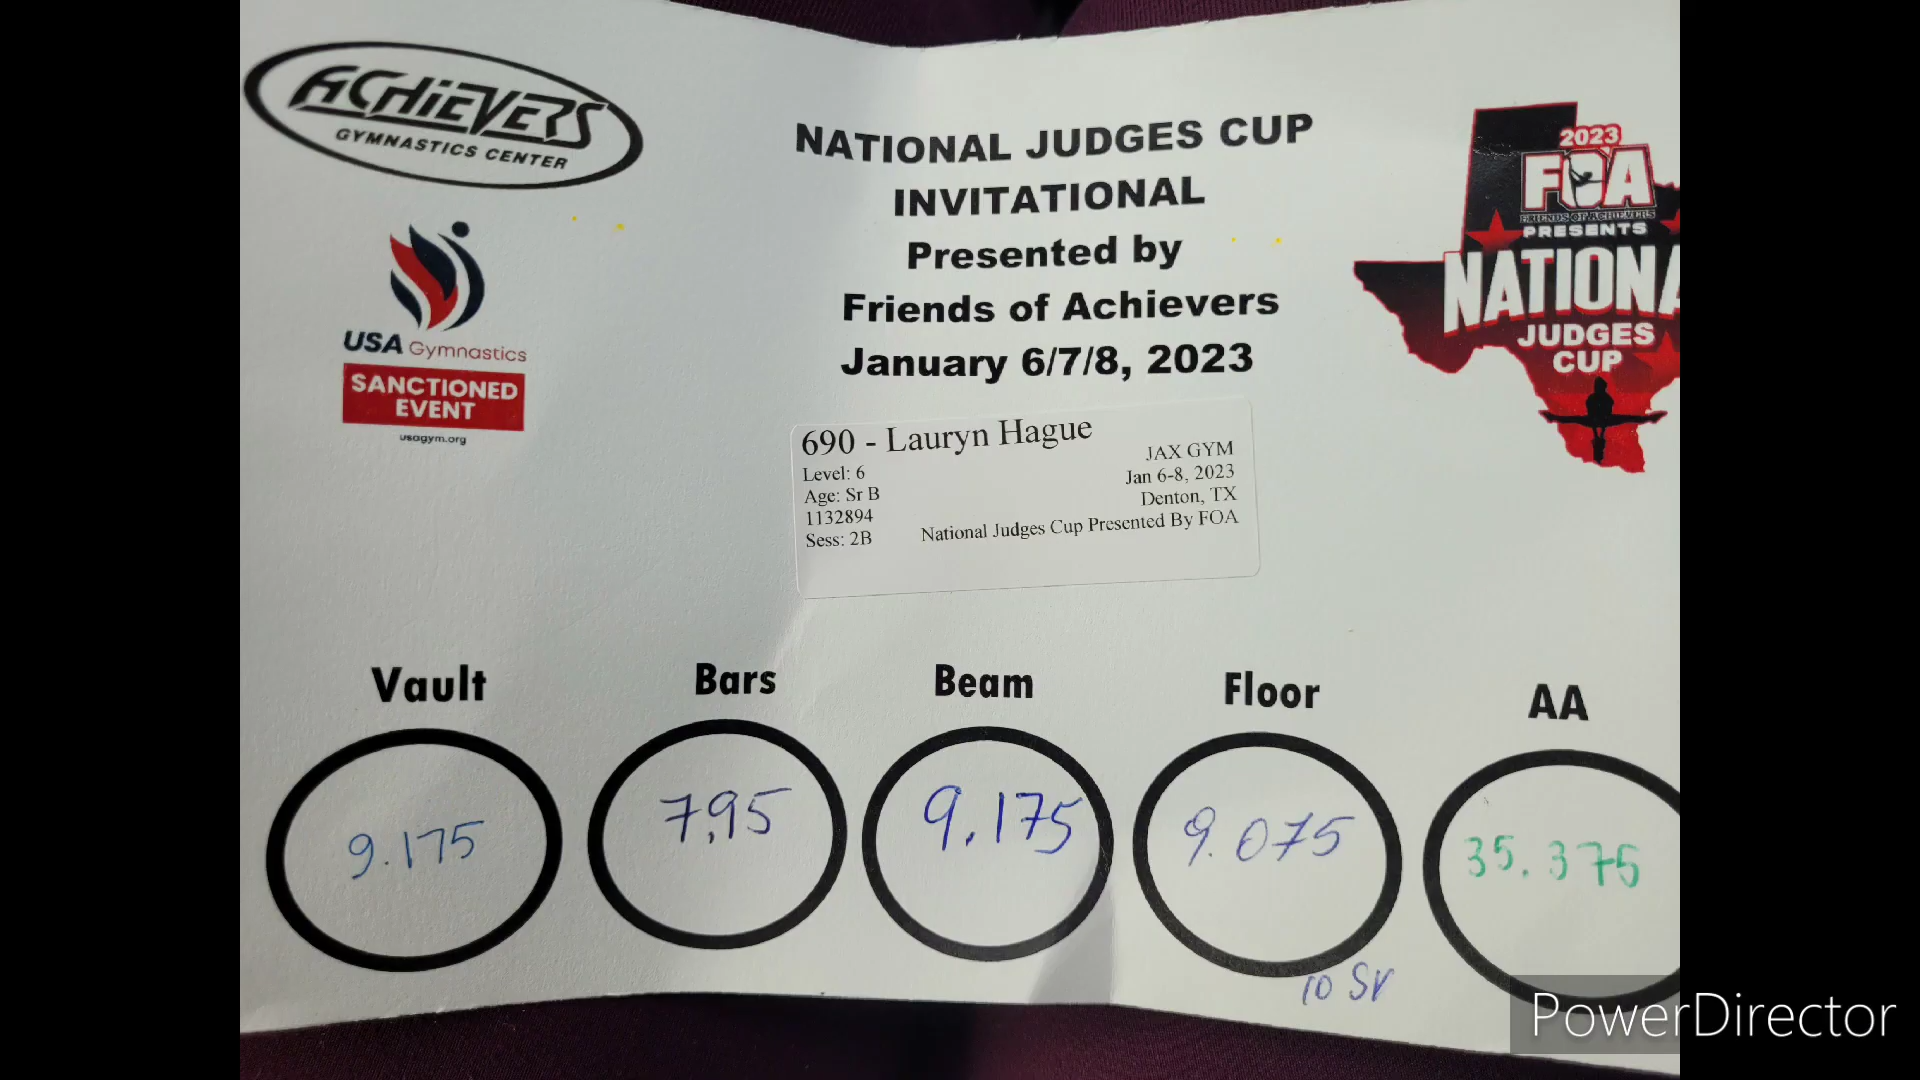 ACHIEVERS
GYMNASTICS CENTER
USA Gymnastics
SANCTIONED
EVENT
usagym.org
NATIONAL JUDGES CUP
INVITATIONAL
Presented by
Friends of Achievers
January 6/7/8, 2023
2023
FOA
FRIENDS OF ACHIEVERS
PRESENTS
NATIONA
JUDGES
CUP
690 - Lauryn Hague
Level: 6
Age: Sr B
1132894
Sess: 2B
JAX GYM
Jan 6-8, 2023
Denton, TX
National Judges Cup Presented By FOA
Vault Bars Beam Floor AA
9.175 7.95 9.175 9.075 35.375
10 SV
PowerDirector